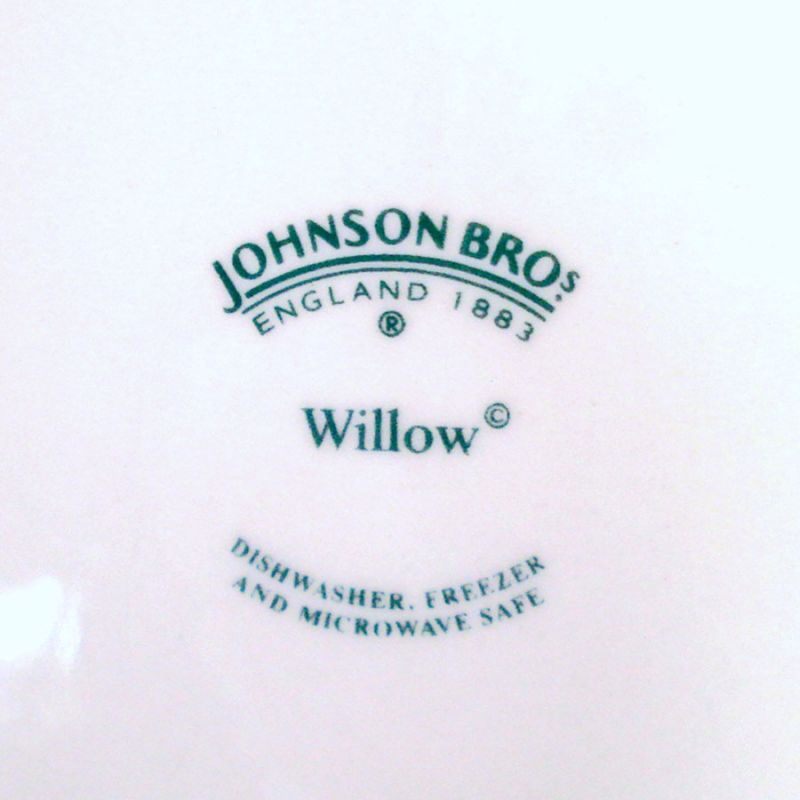 JOHNSON BROS.
ENGLAND 1883
®
Willow©
DISHWASHER, FREEZER
AND MICROWAVE SAFE